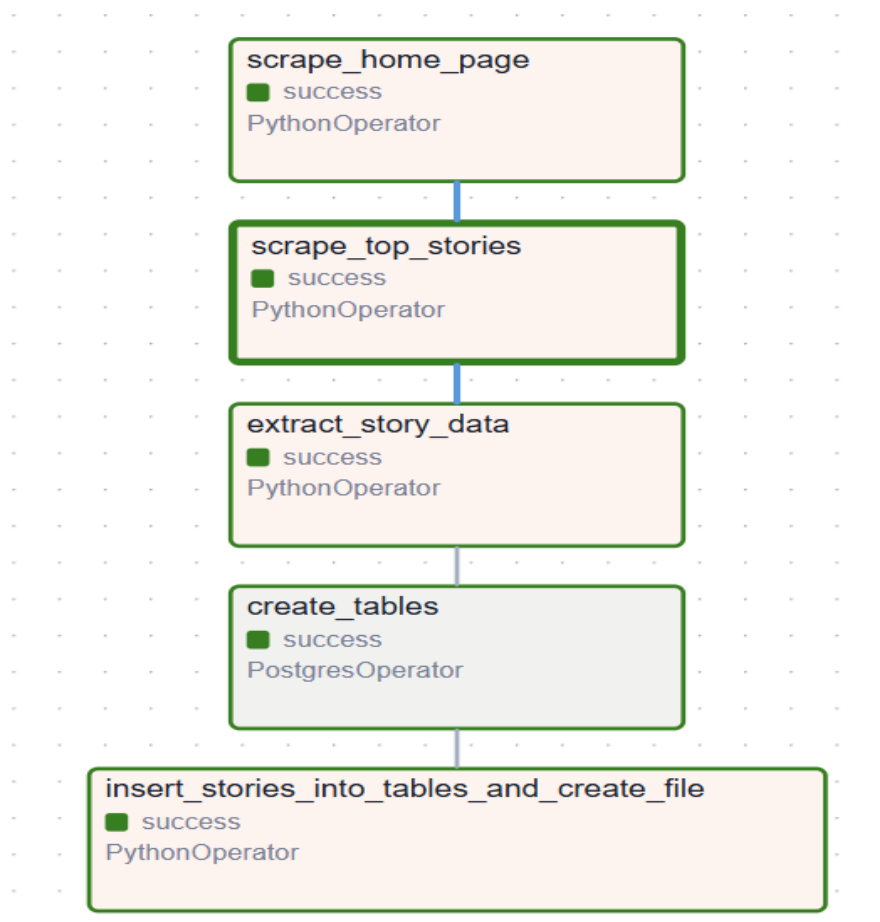 scrape_home_page
success
PythonOperator
scrape_top_stories
success
PythonOperator
extract_story_data
success
PythonOperator
create_tables
success
PostgresOperator
insert_stories_into_tables_and_create_file
success
PythonOperator